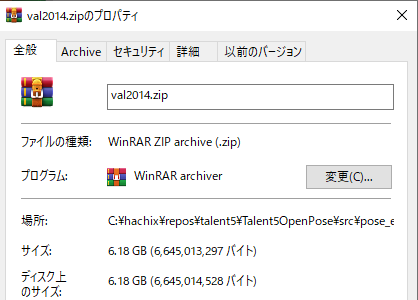 val2014.zipのプロパティ
全般 Archive セキュリティ 詳細 以前のバージョン
val2014.zip
ファイルの種類: WinRAR ZIP archive (.zip)
プログラム: WinRAR archiver 変更(C)...
場所: C:¥hachix¥repos¥talent5¥Talent5OpenPose¥src¥pose_e
サイズ: 6.18 GB (6,645,013,297 バイト)
ディスク上
のサイズ: 6.18 GB (6,645,014,528 バイト)